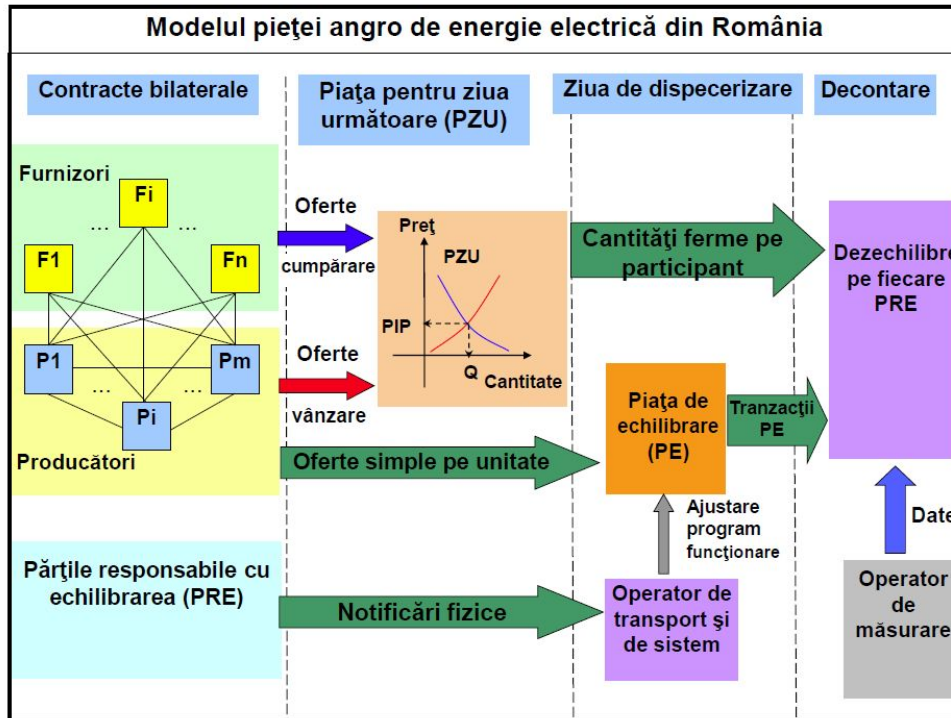 Modelul pieţei angro de energie electrică din România
Contracte bilaterale
Piaţa pentru ziua
următoare (PZU)
Ziua de dispecerizare
Decontare
Furnizori
Fi
... ...
F1
Fn
P1
Pm
... ...
Pi
Producători
Oferte
cumpărare
Oferte
vânzare
Preţ
PZU
PIP
Q
Cantitate
Cantităţi ferme pe
participant
Dezechilibre
pe fiecare
PRE
Oferte simple pe unitate
Piaţa de
echilibrare
(PE)
Tranzacţii
PE
Ajustare
program
funcţionare
Date
Părţile responsabile cu
echilibrarea (PRE)
Notificări fizice
Operator de
transport şi
de sistem
Operator
de
măsurare